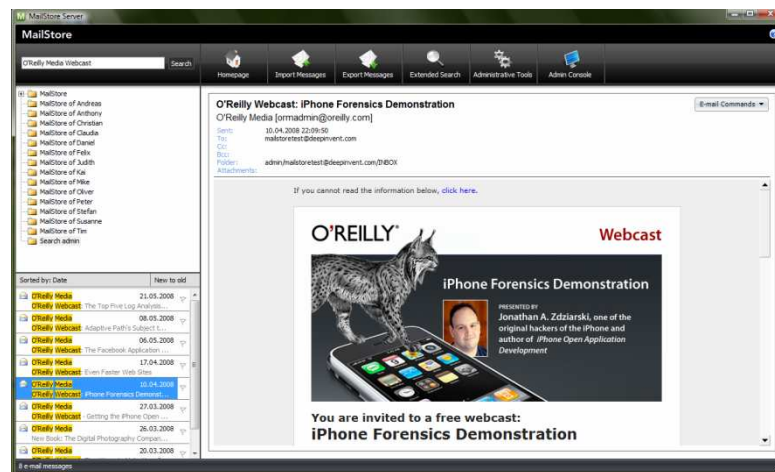 MailStore Server
MailStore
O'Reilly Media Webcast
Search
Homepage
Import Messages
Export Messages
Extended Search
Administrative Tools
Admin Console
MailStore
MailStore of Andreas
MailStore of Anthony
MailStore of Christian
MailStore of Claudia
MailStore of Daniel
MailStore of Felix
MailStore of Judith
MailStore of Kai
MailStore of Mike
MailStore of Oliver
MailStore of Peter
MailStore of Stefan
MailStore of Susanne
MailStore of Tim
Search admin
Sorted by: Date
New to old
O'Reilly Media 21.05.2008
O'Reilly Webcast: The Top Five Log Analysis...
O'Reilly Media 08.05.2008
O'Reilly Webcast: Adaptive Path's Subject t...
O'Reilly Media 06.05.2008
O'Reilly Webcast: The Facebook Application ...
O'Reilly Media 17.04.2008
O'Reilly Webcast: Even Faster Web Sites
O'Reilly Media 10.04.2008
O'Reilly Webcast: iPhone Forensics Demonst...
O'Reilly Media 27.03.2008
O'Reilly Webcast - Getting the iPhone Open ...
O'Reilly Media 26.03.2008
New Book: The Digital Photography Compan...
O'Reilly Media 20.03.2008
8 e-mail messages
O'Reilly Webcast: iPhone Forensics Demonstration
E-mail Commands
O'Reilly Media [ormadmin@oreilly.com]
Sent: 10.04.2008 22:09:50
To: mailstoretest@deepinvent.com
Cc:
Bcc:
Folder: admin/mailstoretest@deepinvent.com/INBOX
Attachments:
If you cannot read the information below, click here.
O'REILLY®
Webcast
iPhone Forensics Demonstration
PRESENTED BY
Jonathan A. Zdziarski, one of the
original hackers of the iPhone and
author of iPhone Open Application
Development
You are invited to a free webcast:
iPhone Forensics Demonstration